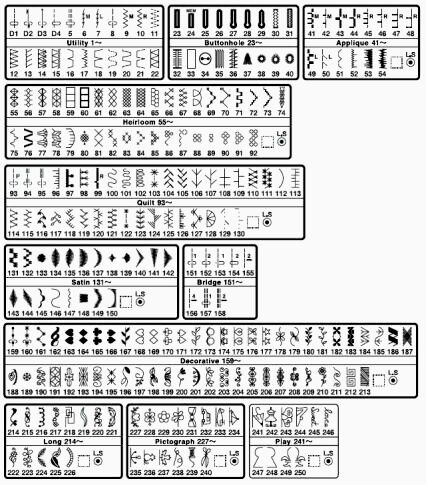 D1 D2 D3 D4 5 6 7 8 9 10 11
Utility 1~
12 13 14 15 16 17 18 19 20 21 22
23 24 25 26 27 28 29 30 31
Buttonhole 23~
32 33 34 35 36 37 38 39 40
41 42 43 44 45 46 47 48
Applique 41~
49 50 51 52 53 54
55 56 57 58 59 60 61 62 63 64 65 66 67 68 69 70 71 72 73 74
Heirloom 55~
75 76 77 78 79 80 81 82 83 84 85 86 87 88 89 90 91 92
LS
93 94 95 96 97 98 99 100 101 102 103 104 105 106 107 108 109 110 111 112 113
Quilt 93~
114 115 116 117 118 119 120 121 122 123 124 125 126 127 128 129 130
LS
131 132 133 134 135 136 137 138 139 140 141 142
Satin 131~
143 144 145 146 147 148 149 150
LS
151 152 153 154 155
Bridge 151~
156 157 158
159 160 161 162 163 164 165 166 167 168 169 170 171 172 173 174 175 176 177 178 179 180 181 182 183 184 185 186 187
Decorative 159~
188 189 190 191 192 193 194 195 196 197 198 199 200 201 202 203 204 205 206 207 208 209 210 211 212 213
LS
214 215 216 217 218 219 220 221
Long 214~
222 223 224 225 226
LS
227 228 229 230 231 232 233 234
Pictograph 227~
235 236 237 238 239 240
LS
241 242 243 244 245 246
Play 241~
247 248 249 250
LS